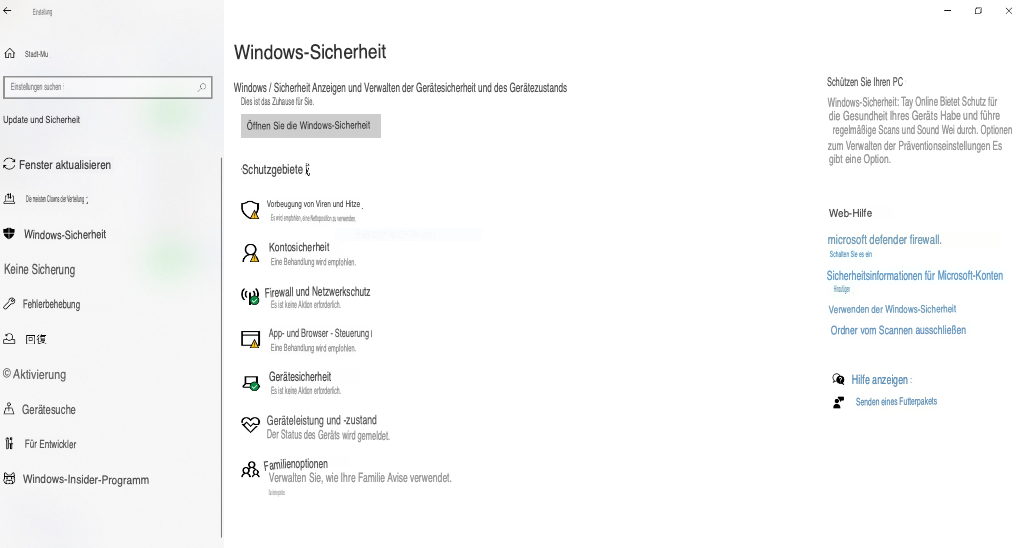 Einstellung
Stadt-Mu
Einstellungen suchen
Update und Sicherheit
Fenster aktualisieren
Die meisten Clowns der Verteilung
Windows-Sicherheit
Keine Sicherung
Fehlerbehebung
回復
© Aktivierung
Gerätesuche
Für Entwickler
Windows-Insider-Programm
Windows-Sicherheit
Windows / Sicherheit Anzeigen und Verwalten der Gerätesicherheit und des Gerätezustands
Dies ist das Zuhause für Sie.
Öffnen Sie die Windows-Sicherheit
Schutzgebiete
Vorbeugung von Viren und Hitze
Es wird empfohlen, eine Nettoposition zu verwenden.
Kontosicherheit
Eine Behandlung wird empfohlen.
Firewall und Netzwerkschutz
Es ist keine Aktion erforderlich.
App- und Browser - Steuerung
Eine Behandlung wird empfohlen.
Gerätesicherheit
Es ist keine Aktion erforderlich.
Geräteleistung und -zustand
Der Status des Geräts wird gemeldet.
Familienoptionen
Verwalten Sie, wie Ihre Familie Avise verwendet.
Schützen Sie Ihren PC
Windows-Sicherheit: Tay Online Bietet Schutz für
die Gesundheit Ihres Geräts Habe und führe
regelmäßige Scans und Sound Wei durch. Optionen
zum Verwalten der Präventionseinstellungen Es
gibt eine Option.
Web-Hilfe
microsoft defender firewall.
Schalten Sie es ein
Sicherheitsinformationen für Microsoft-Konten
Hinzufügen
Verwenden der Windows-Sicherheit
Ordner vom Scannen ausschließen
Hilfe anzeigen :
Senden eines Futterpakets